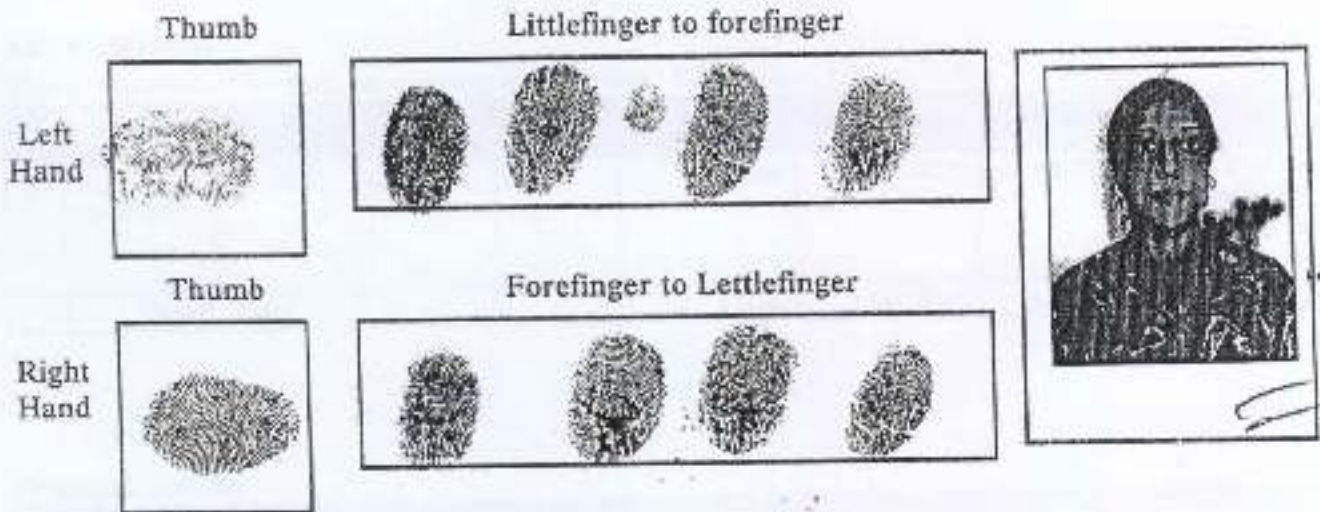 Thumb
Littlefinger to forefinger
Left
Hand
Thumb
Forefinger to Lettlefinger
Right
Hand